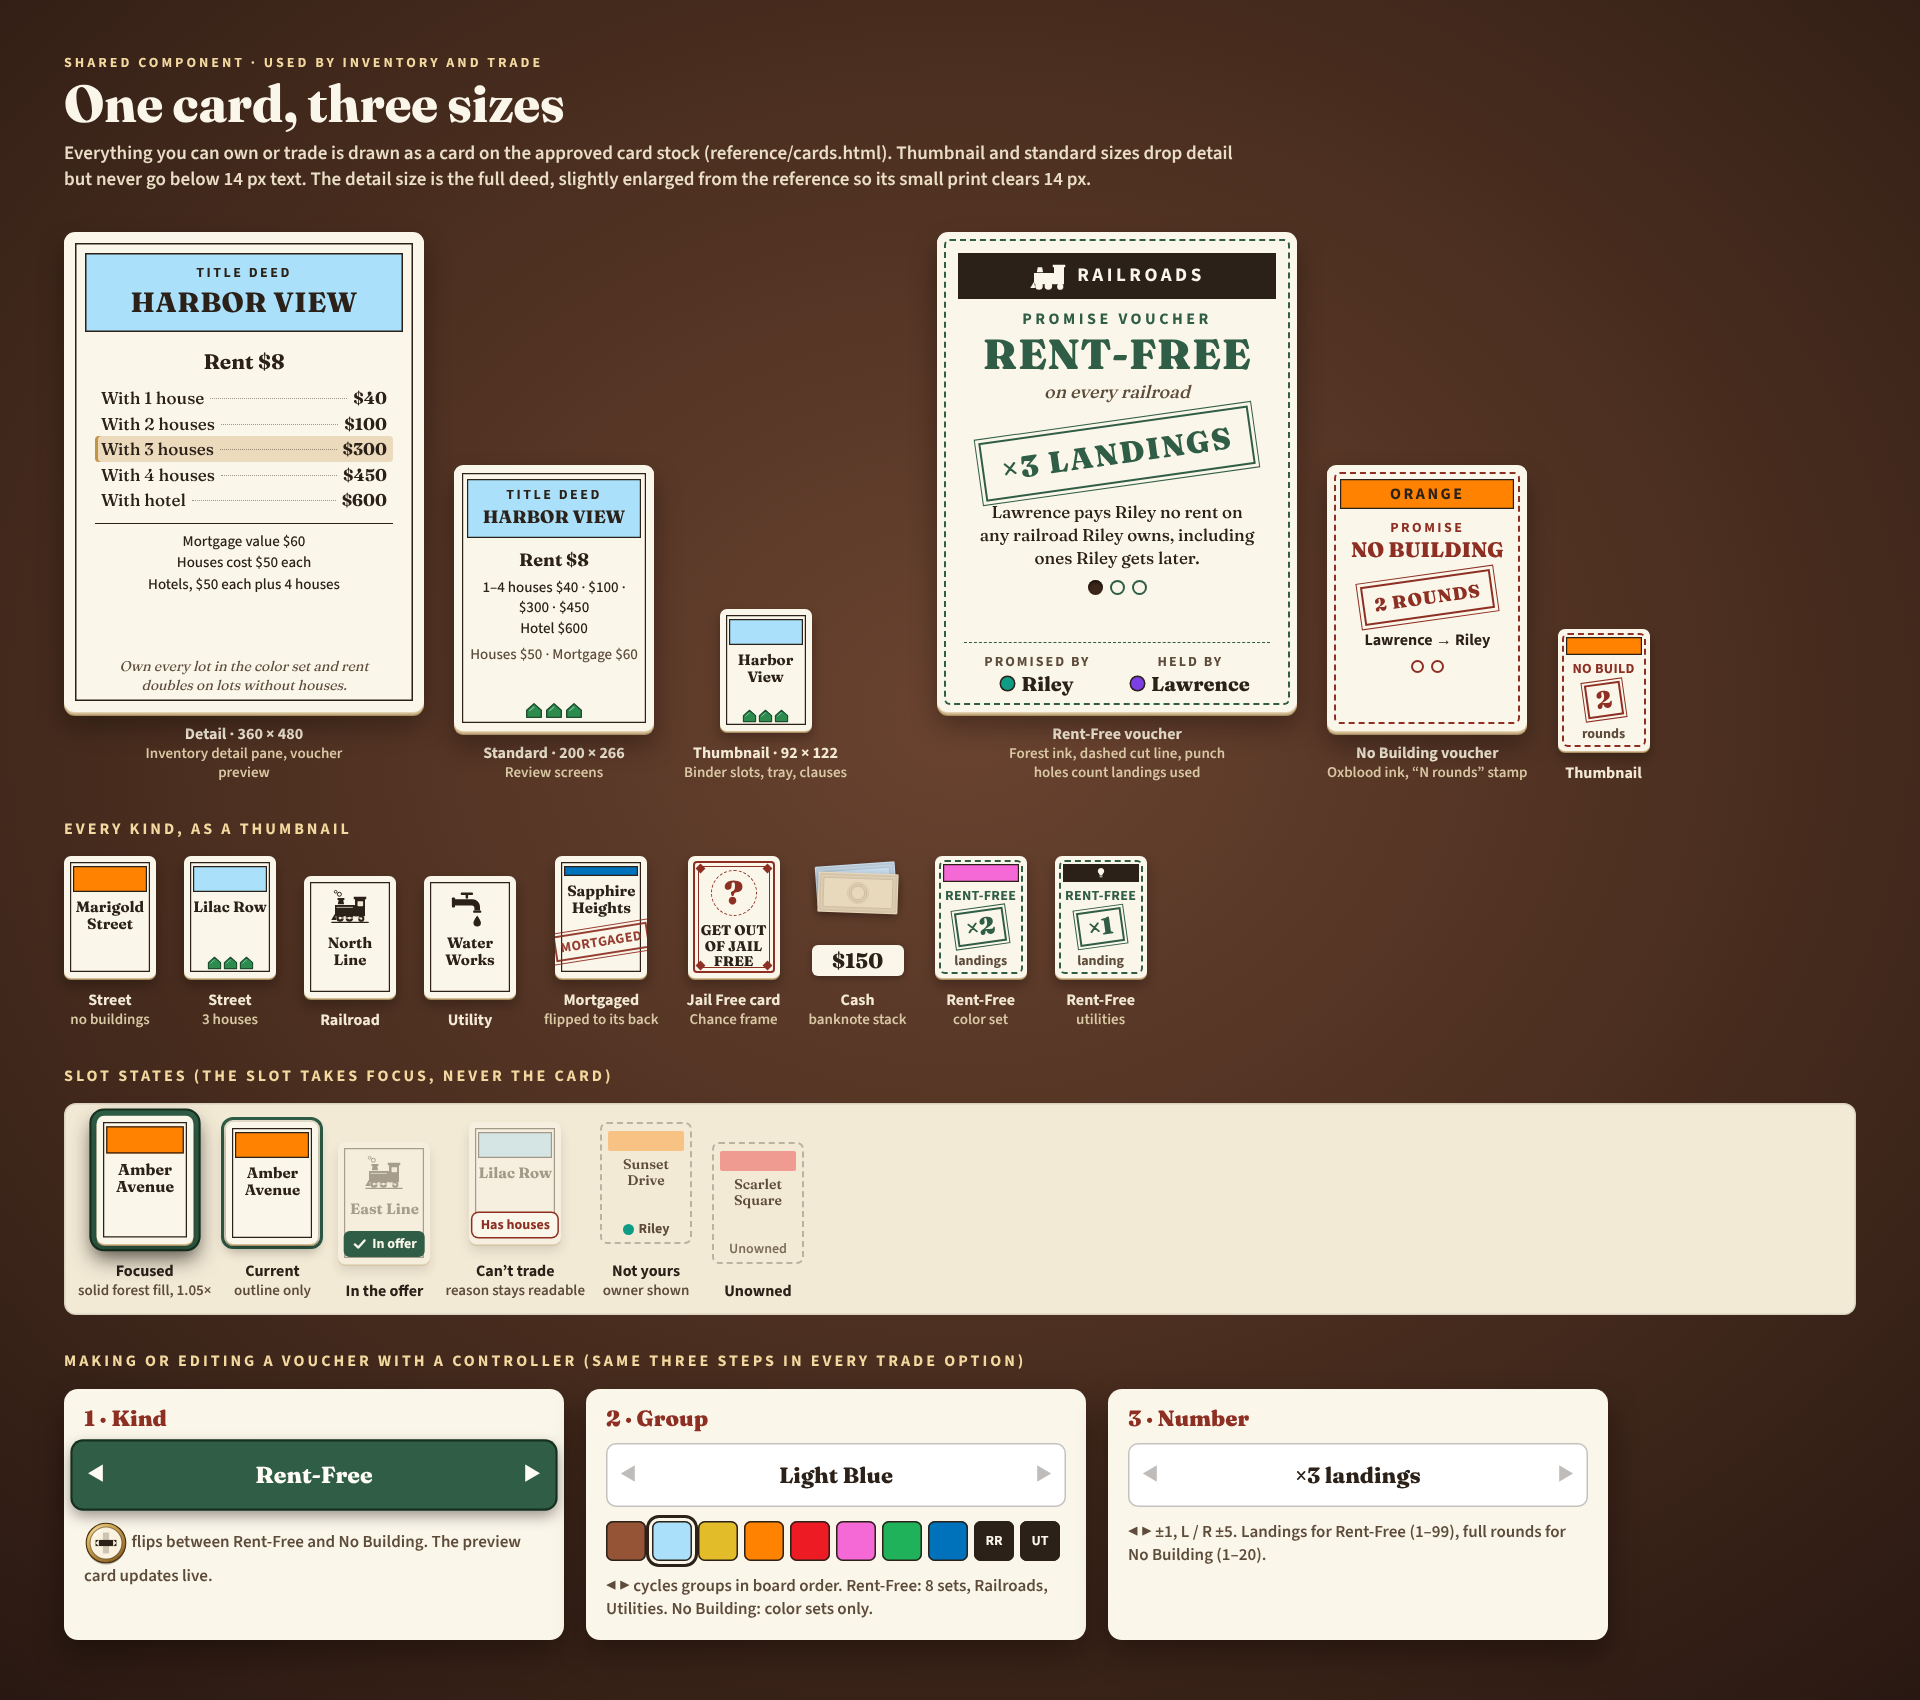 SHARED COMPONENT · USED BY INVENTORY AND TRADE
One card, three sizes
Everything you can own or trade is drawn as a card on the approved card stock (reference/cards.html). Thumbnail and standard sizes drop detail
but never go below 14 px text. The detail size is the full deed, slightly enlarged from the reference so its small print clears 14 px.
TITLE DEED
HARBOR VIEW
Rent $8
With 1 house $40
With 2 houses $100
With 3 houses $300
With 4 houses $450
With hotel $600
Mortgage value $60
Houses cost $50 each
Hotels, $50 each plus 4 houses
Own every lot in the color set and rent
doubles on lots without houses.
Detail · 360 × 480
Inventory detail pane, voucher
preview
TITLE DEED
HARBOR VIEW
Rent $8
1–4 houses $40 · $100 ·
$300 · $450
Hotel $600
Houses $50 · Mortgage $60
Standard · 200 × 266
Review screens
Harbor
View
Thumbnail · 92 × 122
Binder slots, tray, clauses
RAILROADS
PROMISE VOUCHER
RENT-FREE
on every railroad
×3 LANDINGS
Lawrence pays Riley no rent on
any railroad Riley owns, including
ones Riley gets later.
PROMISED BY
Riley
HELD BY
Lawrence
Rent-Free voucher
Forest ink, dashed cut line, punch
holes count landings used
ORANGE
PROMISE
NO BUILDING
2 ROUNDS
Lawrence → Riley
No Building voucher
Oxblood ink, “N rounds” stamp
NO BUILD
2
rounds
Thumbnail
EVERY KIND, AS A THUMBNAIL
Marigold
Street
Street
no buildings
Lilac Row
Street
3 houses
North
Line
Railroad
Water
Works
Utility
Sapphire
Heights
MORTGAGED
Mortgaged
flipped to its back
?
GET OUT
OF JAIL
FREE
Jail Free card
Chance frame
$150
Cash
banknote stack
RENT-FREE
×2
landings
Rent-Free
color set
RENT-FREE
×1
landing
Rent-Free
utilities
SLOT STATES (THE SLOT TAKES FOCUS, NEVER THE CARD)
Amber
Avenue
Focused
solid forest fill, 1.05×
Amber
Avenue
Current
outline only
East Line
In offer
In the offer
Lilac Row
Has houses
Can’t trade
reason stays readable
Sunset
Drive
Riley
Not yours
owner shown
Scarlet
Square
Unowned
Unowned
MAKING OR EDITING A VOUCHER WITH A CONTROLLER (SAME THREE STEPS IN EVERY TRADE OPTION)
1 · Kind
◀ Rent-Free ▶
flips between Rent-Free and No Building. The preview
card updates live.
2 · Group
◀ Light Blue ▶
RR
UT
◀ ▶ cycles groups in board order. Rent-Free: 8 sets, Railroads,
Utilities. No Building: color sets only.
3 · Number
◀ ×3 landings ▶
◀ ▶ ±1, L / R ±5. Landings for Rent-Free (1–99), full rounds for
No Building (1–20).